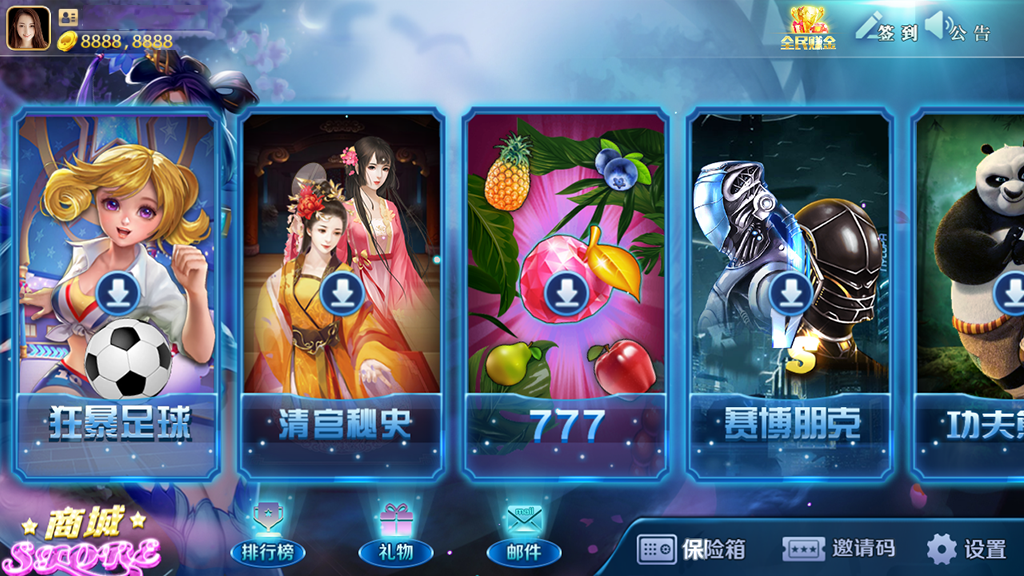 8888,8888
全民赚金
签到
公告
狂暴足球
清宫秘史
777
VS
赛博朋克
功夫
商城
STORE
排行榜
礼物
mail
邮件
保险箱
邀请码
设置